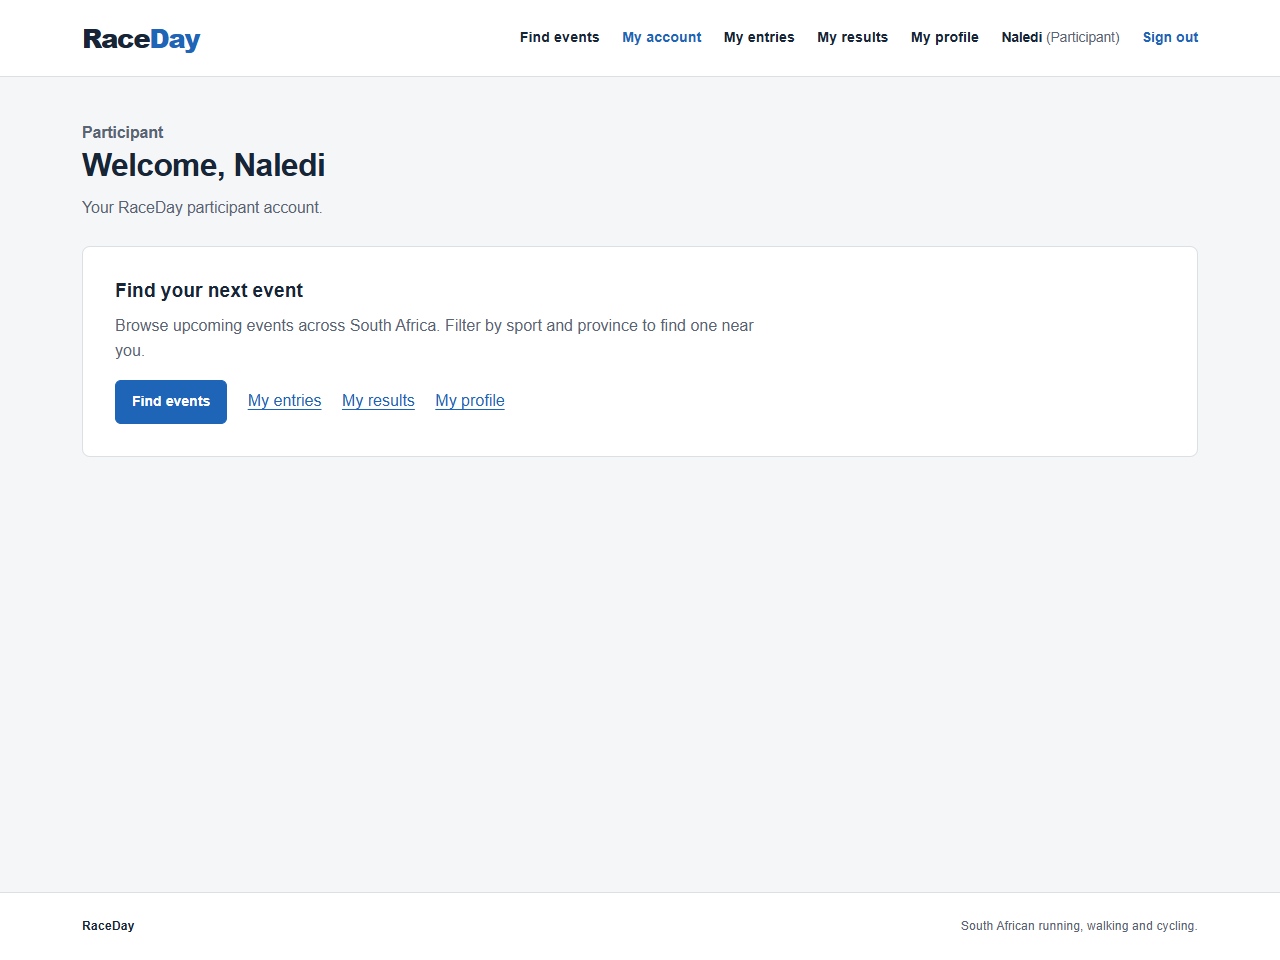 RaceDay
Find events My account My entries My results My profile Naledi (Participant) Sign out
Participant
Welcome, Naledi
Your RaceDay participant account.
Find your next event
Browse upcoming events across South Africa. Filter by sport and province to find one near
you.
Find events My entries My results My profile
RaceDay
South African running, walking and cycling.